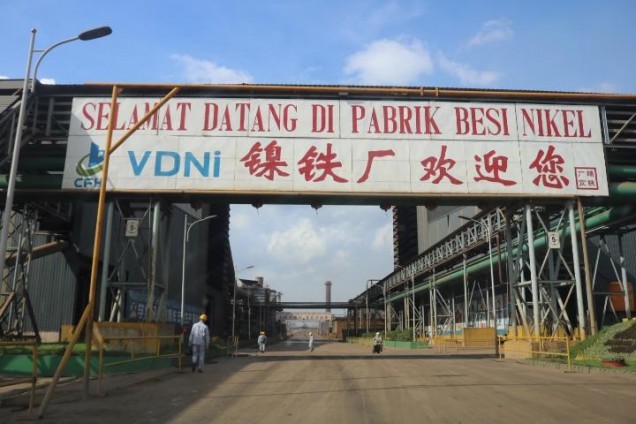 SELAMAT DATANG DI PABRIK BESI NIKEL
VDNi 镍铁厂欢迎您